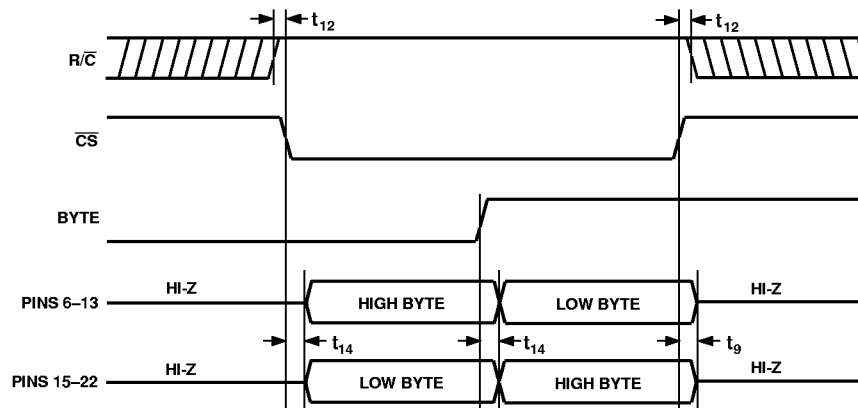 t12 t12
R/C̅
C̅S̅
BYTE
HI-Z HI-Z
PINS 6–13 HIGH BYTE LOW BYTE
t14 t14 t9
HI-Z HI-Z
PINS 15–22 LOW BYTE HIGH BYTE